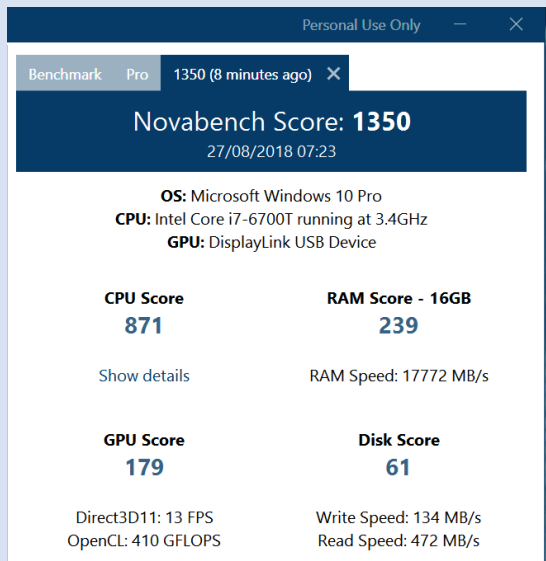 Personal Use Only
Benchmark Pro 1350 (8 minutes ago)
Novabench Score: 1350
27/08/2018 07:23
OS: Microsoft Windows 10 Pro
CPU: Intel Core i7-6700T running at 3.4GHz
GPU: DisplayLink USB Device
CPU Score
871
Show details
RAM Score - 16GB
239
RAM Speed: 17772 MB/s
GPU Score
179
Direct3D11: 13 FPS
OpenCL: 410 GFLOPS
Disk Score
61
Write Speed: 134 MB/s
Read Speed: 472 MB/s